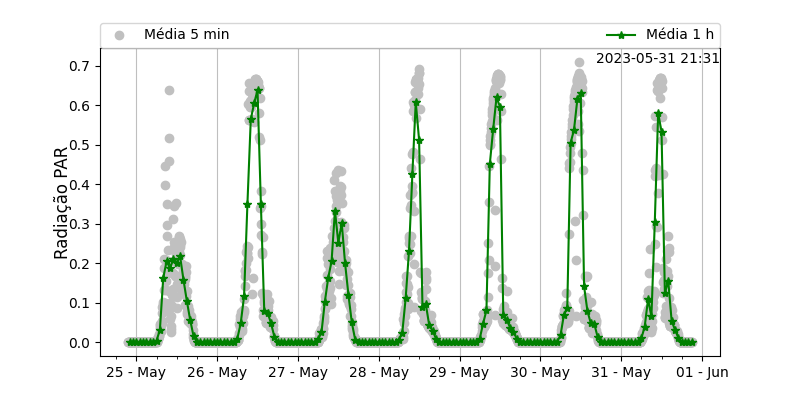 Média 5 min
Média 1 h
2023-05-31 21:31
Radiação PAR
0.7
0.6
0.5
0.4
0.3
0.2
0.1
0.0
25 - May
26 - May
27 - May
28 - May
29 - May
30 - May
31 - May
01 - Jun